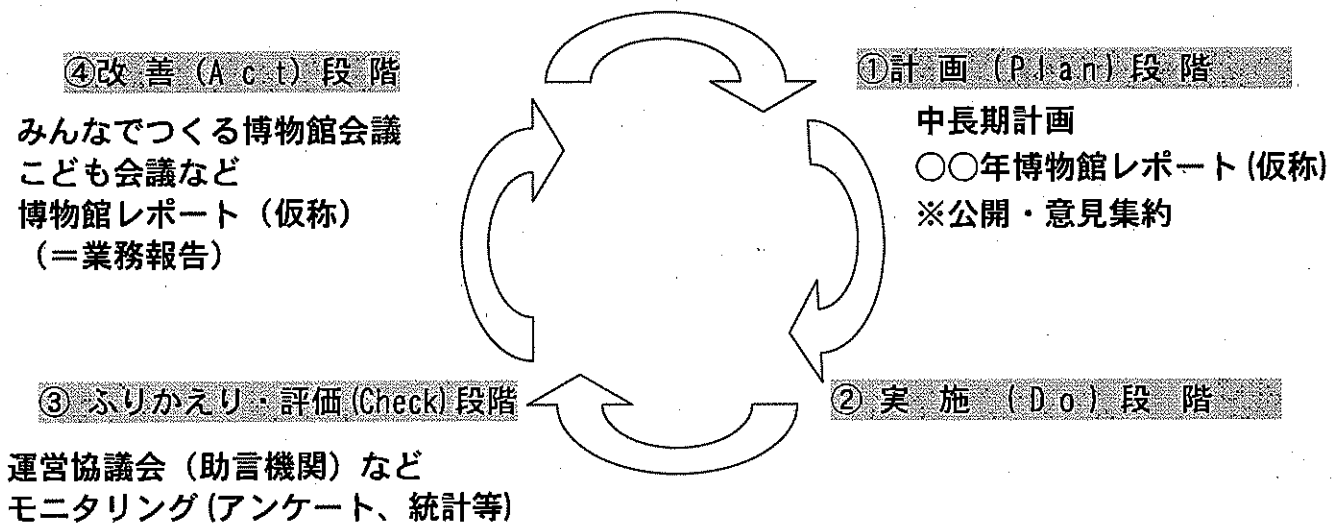 ④改善(Act)段階
みんなでつくる博物館会議
こども会議など
博物館レポート(仮称)
(=業務報告)
①計画(Plan)段階
中長期計画
○○年博物館レポート(仮称)
※公開・意見集約
③ふりかえり・評価(Check)段階
運営協議会(助言機関)など
モニタリング(アンケート、統計等)
②実施(Do)段階